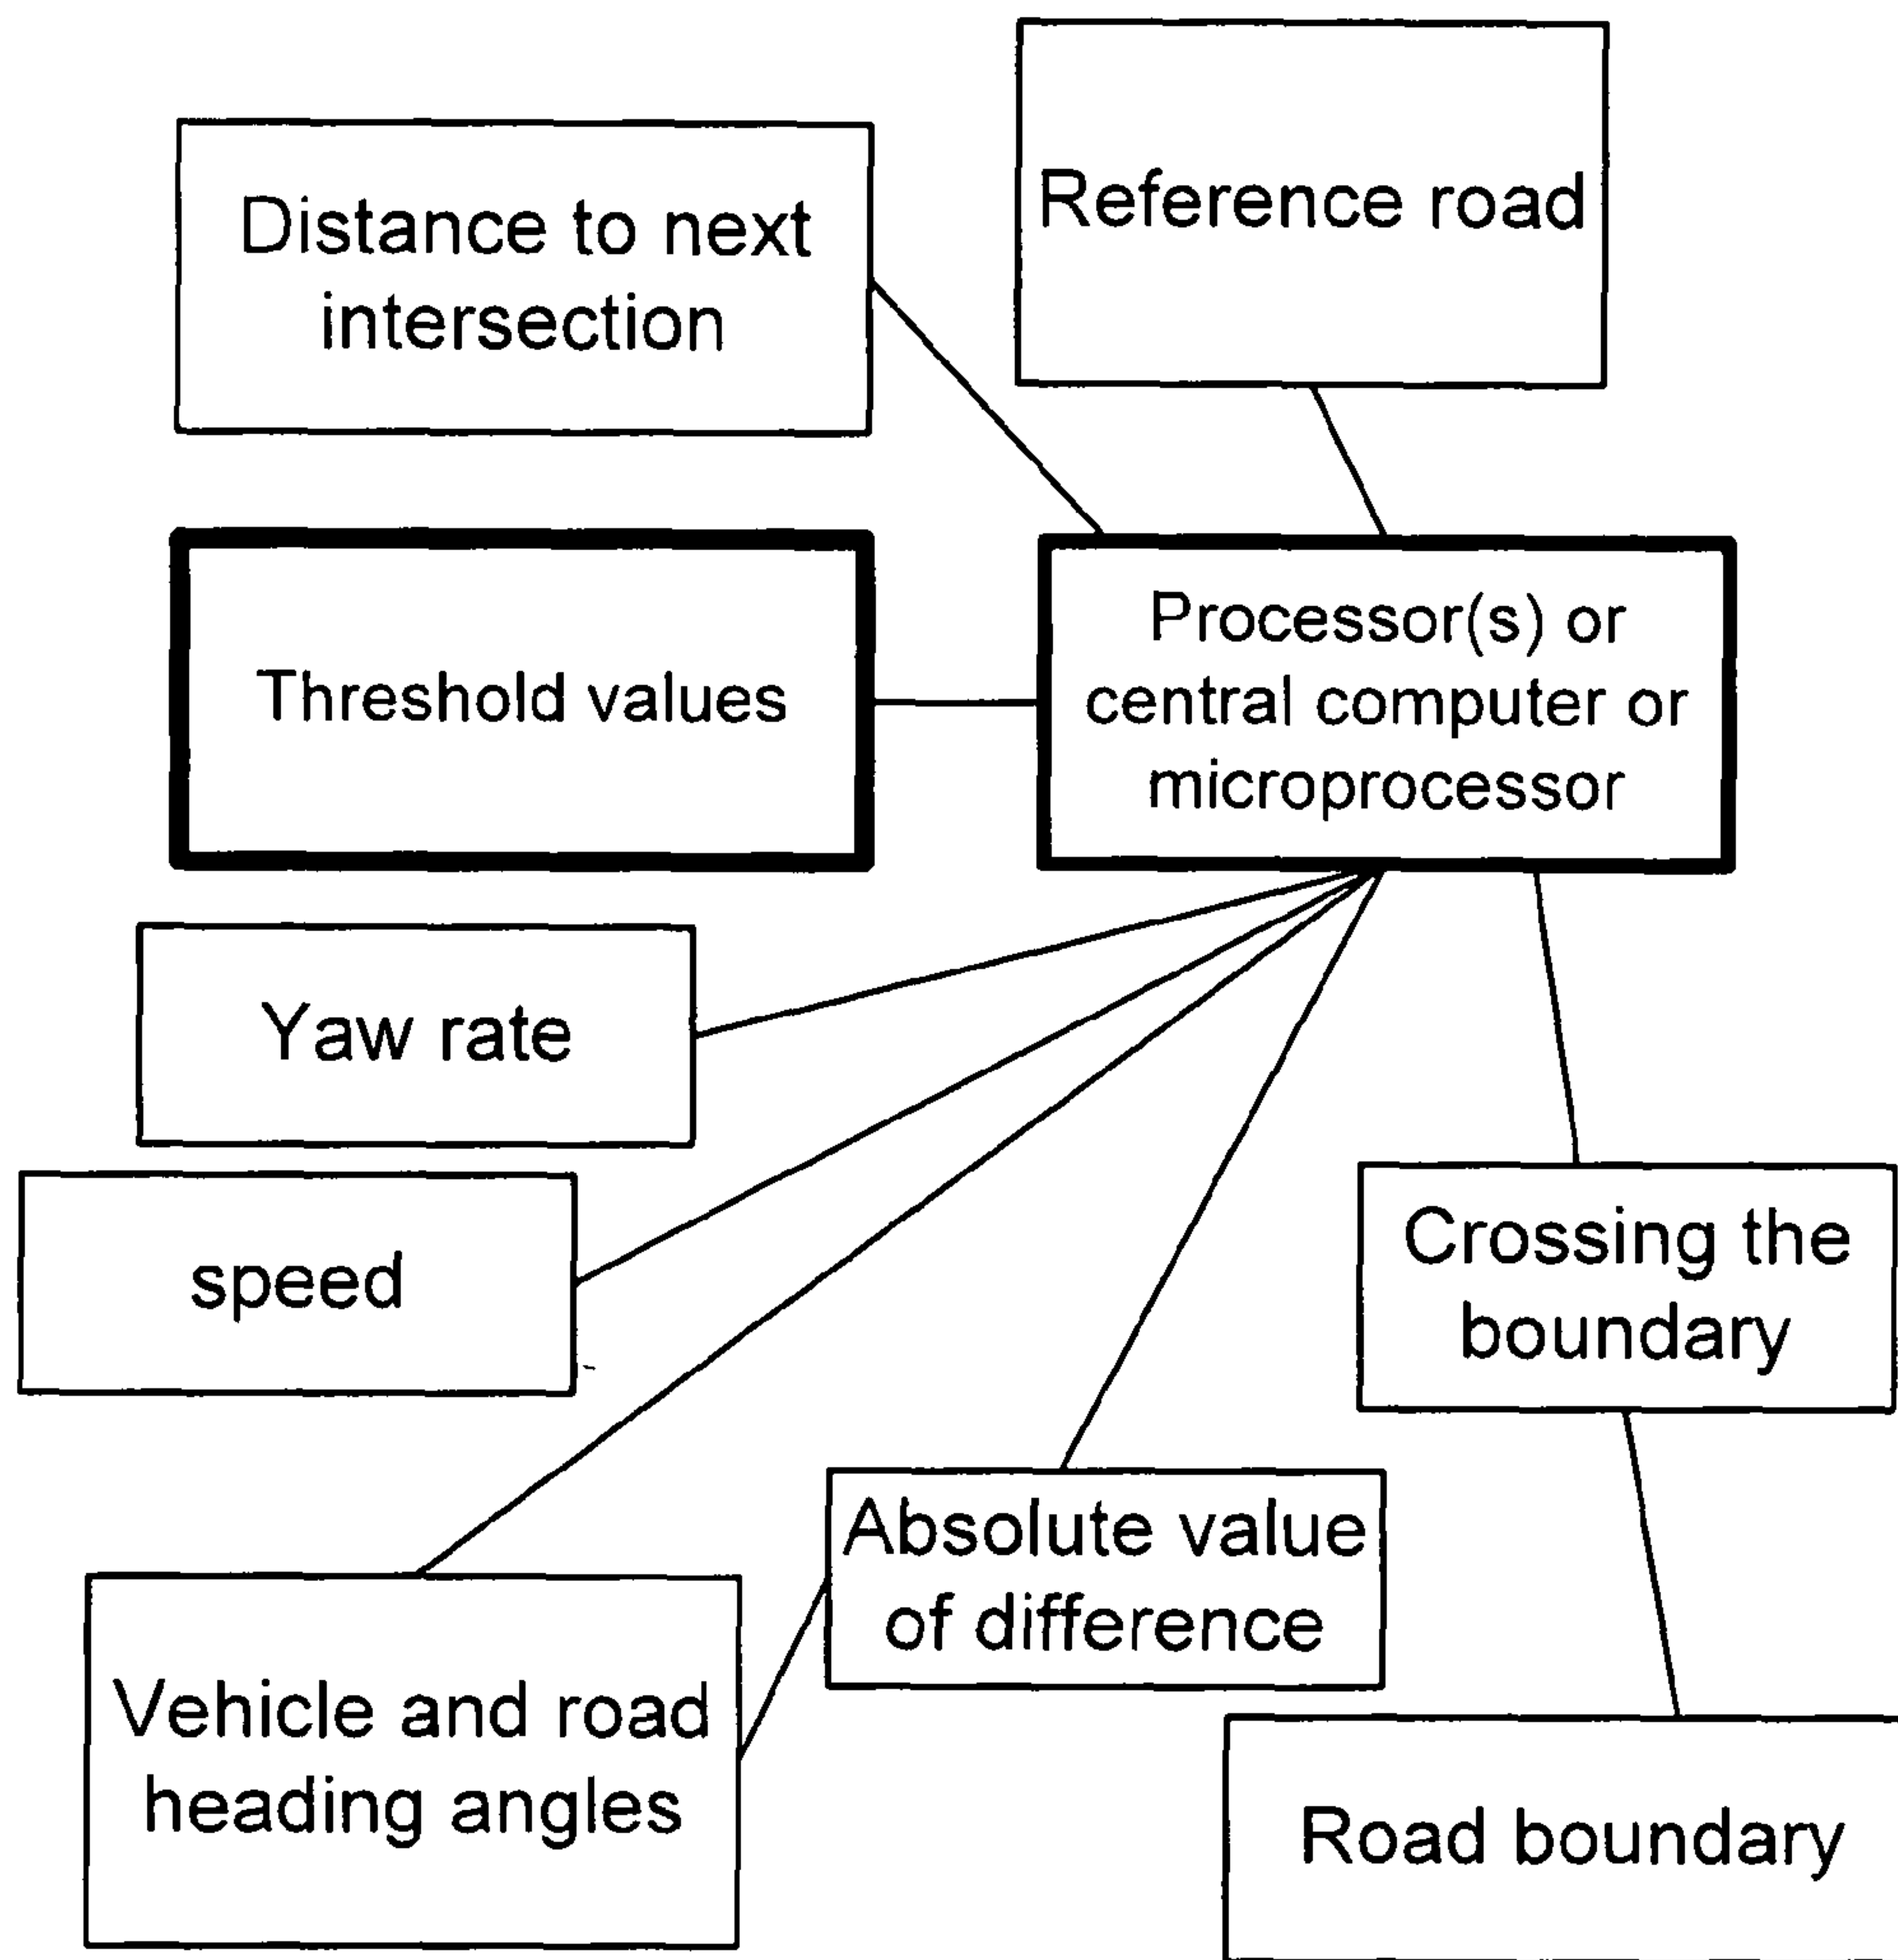 Reference road
Distance to next
intersection
Threshold values
Processor(s) or
central computer or
microprocessor
Yaw rate
speed
Crossing the
boundary
Absolute value
of difference
Vehicle and road
heading angles
Road boundary